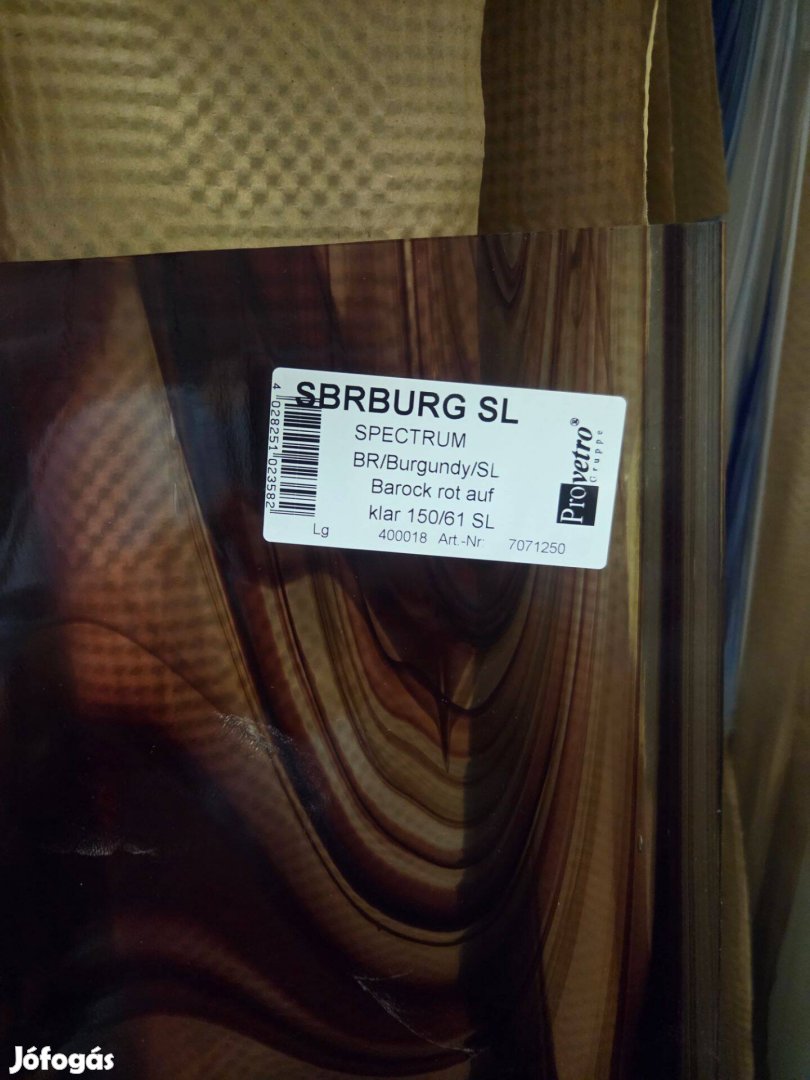 SBRBURG SL
SPECTRUM
BR/Burgundy/SL
Barock rot auf
klar 150/61 SL
Lg 400018 Art.-Nr: 7071250
4 028251 023582
Provetro®
Gruppe
Jófogás